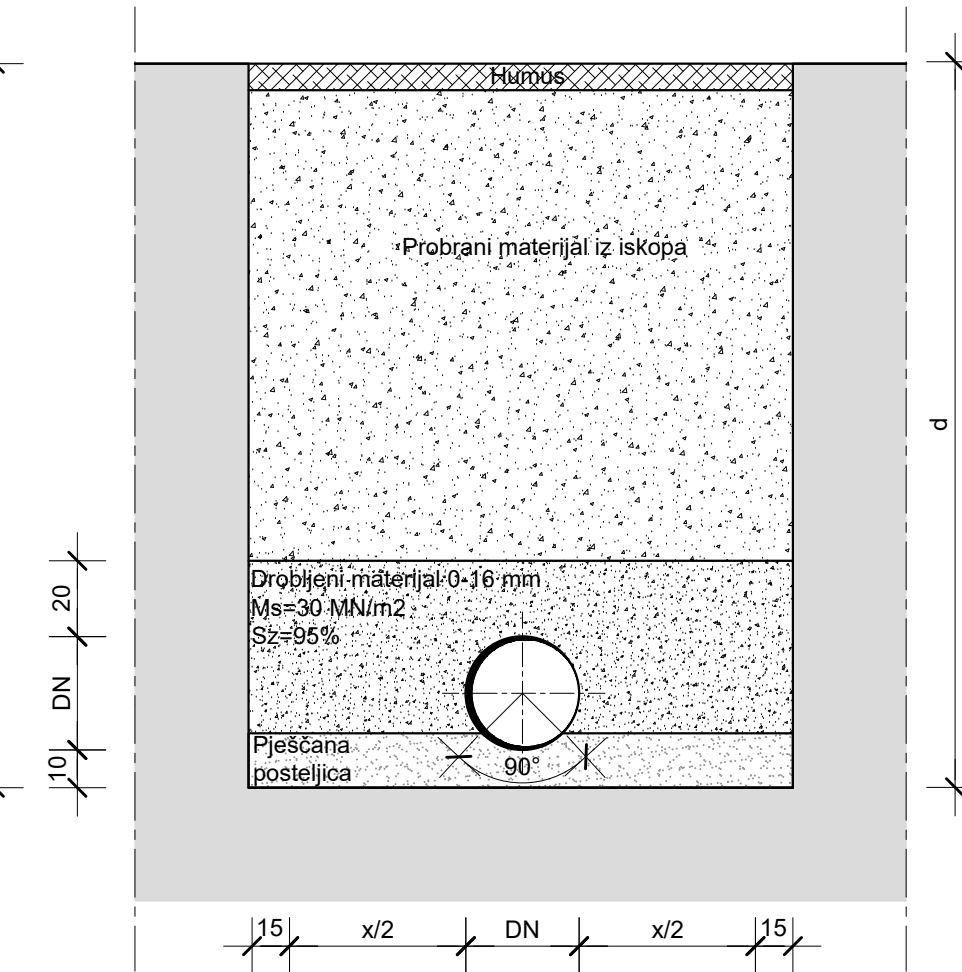 Humus
Probrani materijal iz iskopa
d
20
Drobljeni materijal 0-16 mm
Ms=30 MN/m2
Sz=95%
DN
10
Pješčana
posteljica
90°
15
x/2
DN
x/2
15